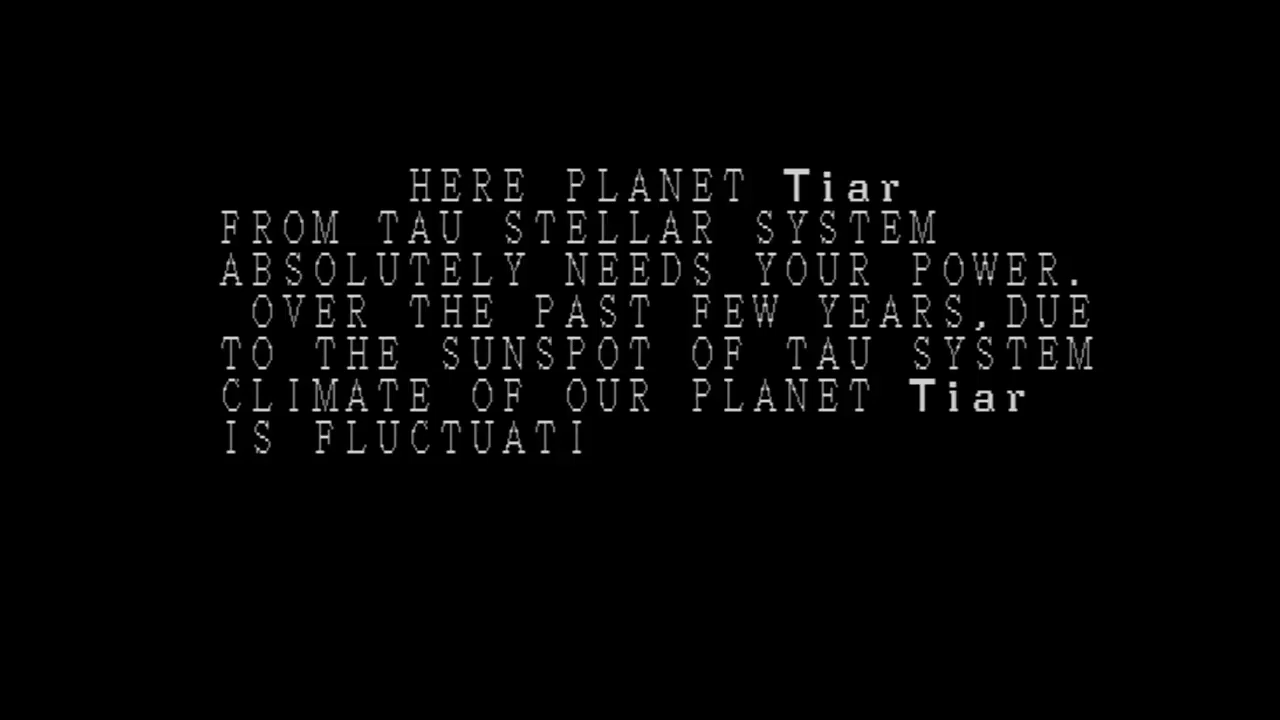 HERE PLANET Tiar
FROM TAU STELLAR SYSTEM
ABSOLUTELY NEEDS YOUR POWER.
OVER THE PAST FEW YEARS,DUE
TO THE SUNSPOT OF TAU SYSTEM
CLIMATE OF OUR PLANET Tiar
IS FLUCTUATI